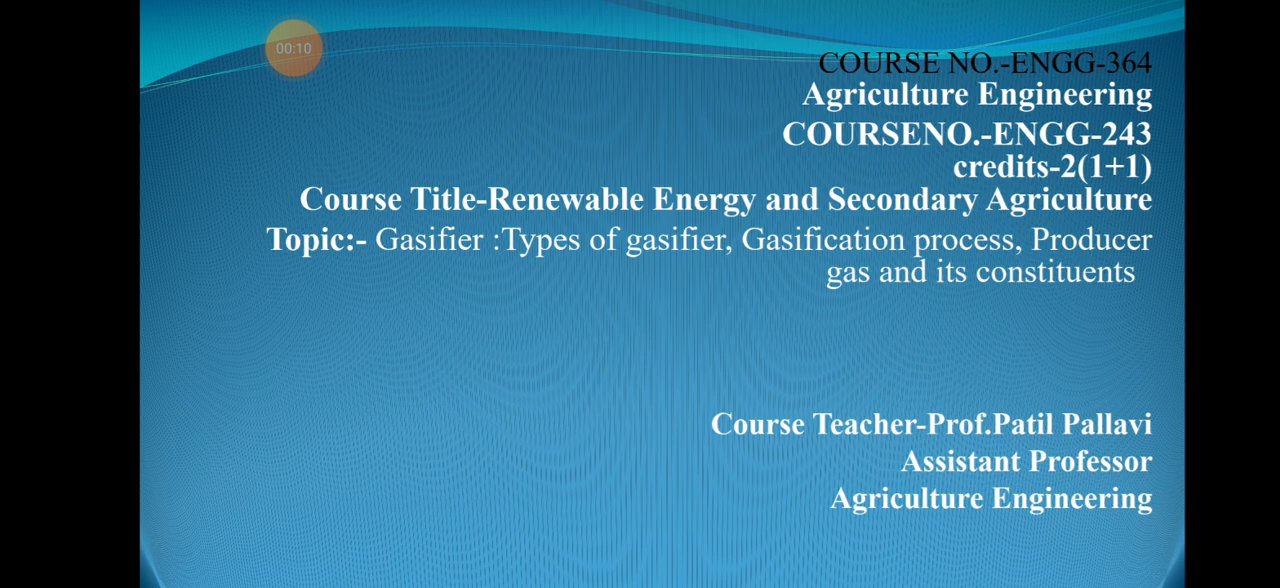 00:10
COURSE NO.-ENGG-364
Agriculture Engineering
COURSENO.-ENGG-243
credits-2(1+1)
Course Title-Renewable Energy and Secondary Agriculture
Topic:- Gasifier :Types of gasifier, Gasification process, Producer
gas and its constituents
Course Teacher-Prof.Patil Pallavi
Assistant Professor
Agriculture Engineering